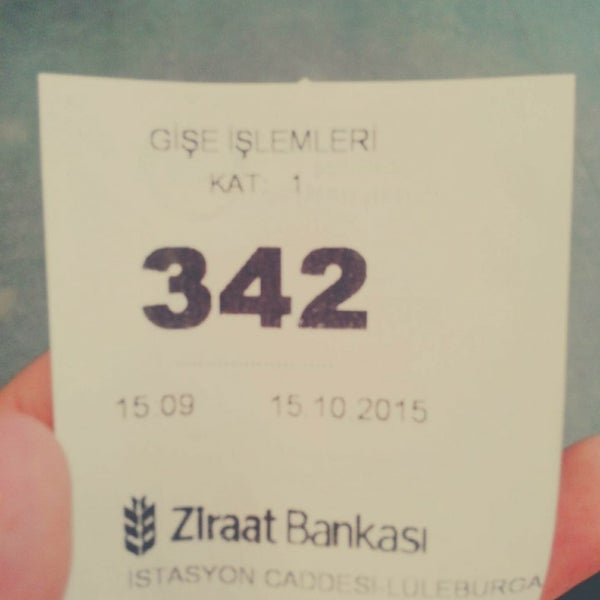 GİŞE İŞLEMLERİ
KAT: 1
342
15:09 15.10.2015
Ziraat Bankası
İSTASYON CADDESİ-LÜLEBURGA